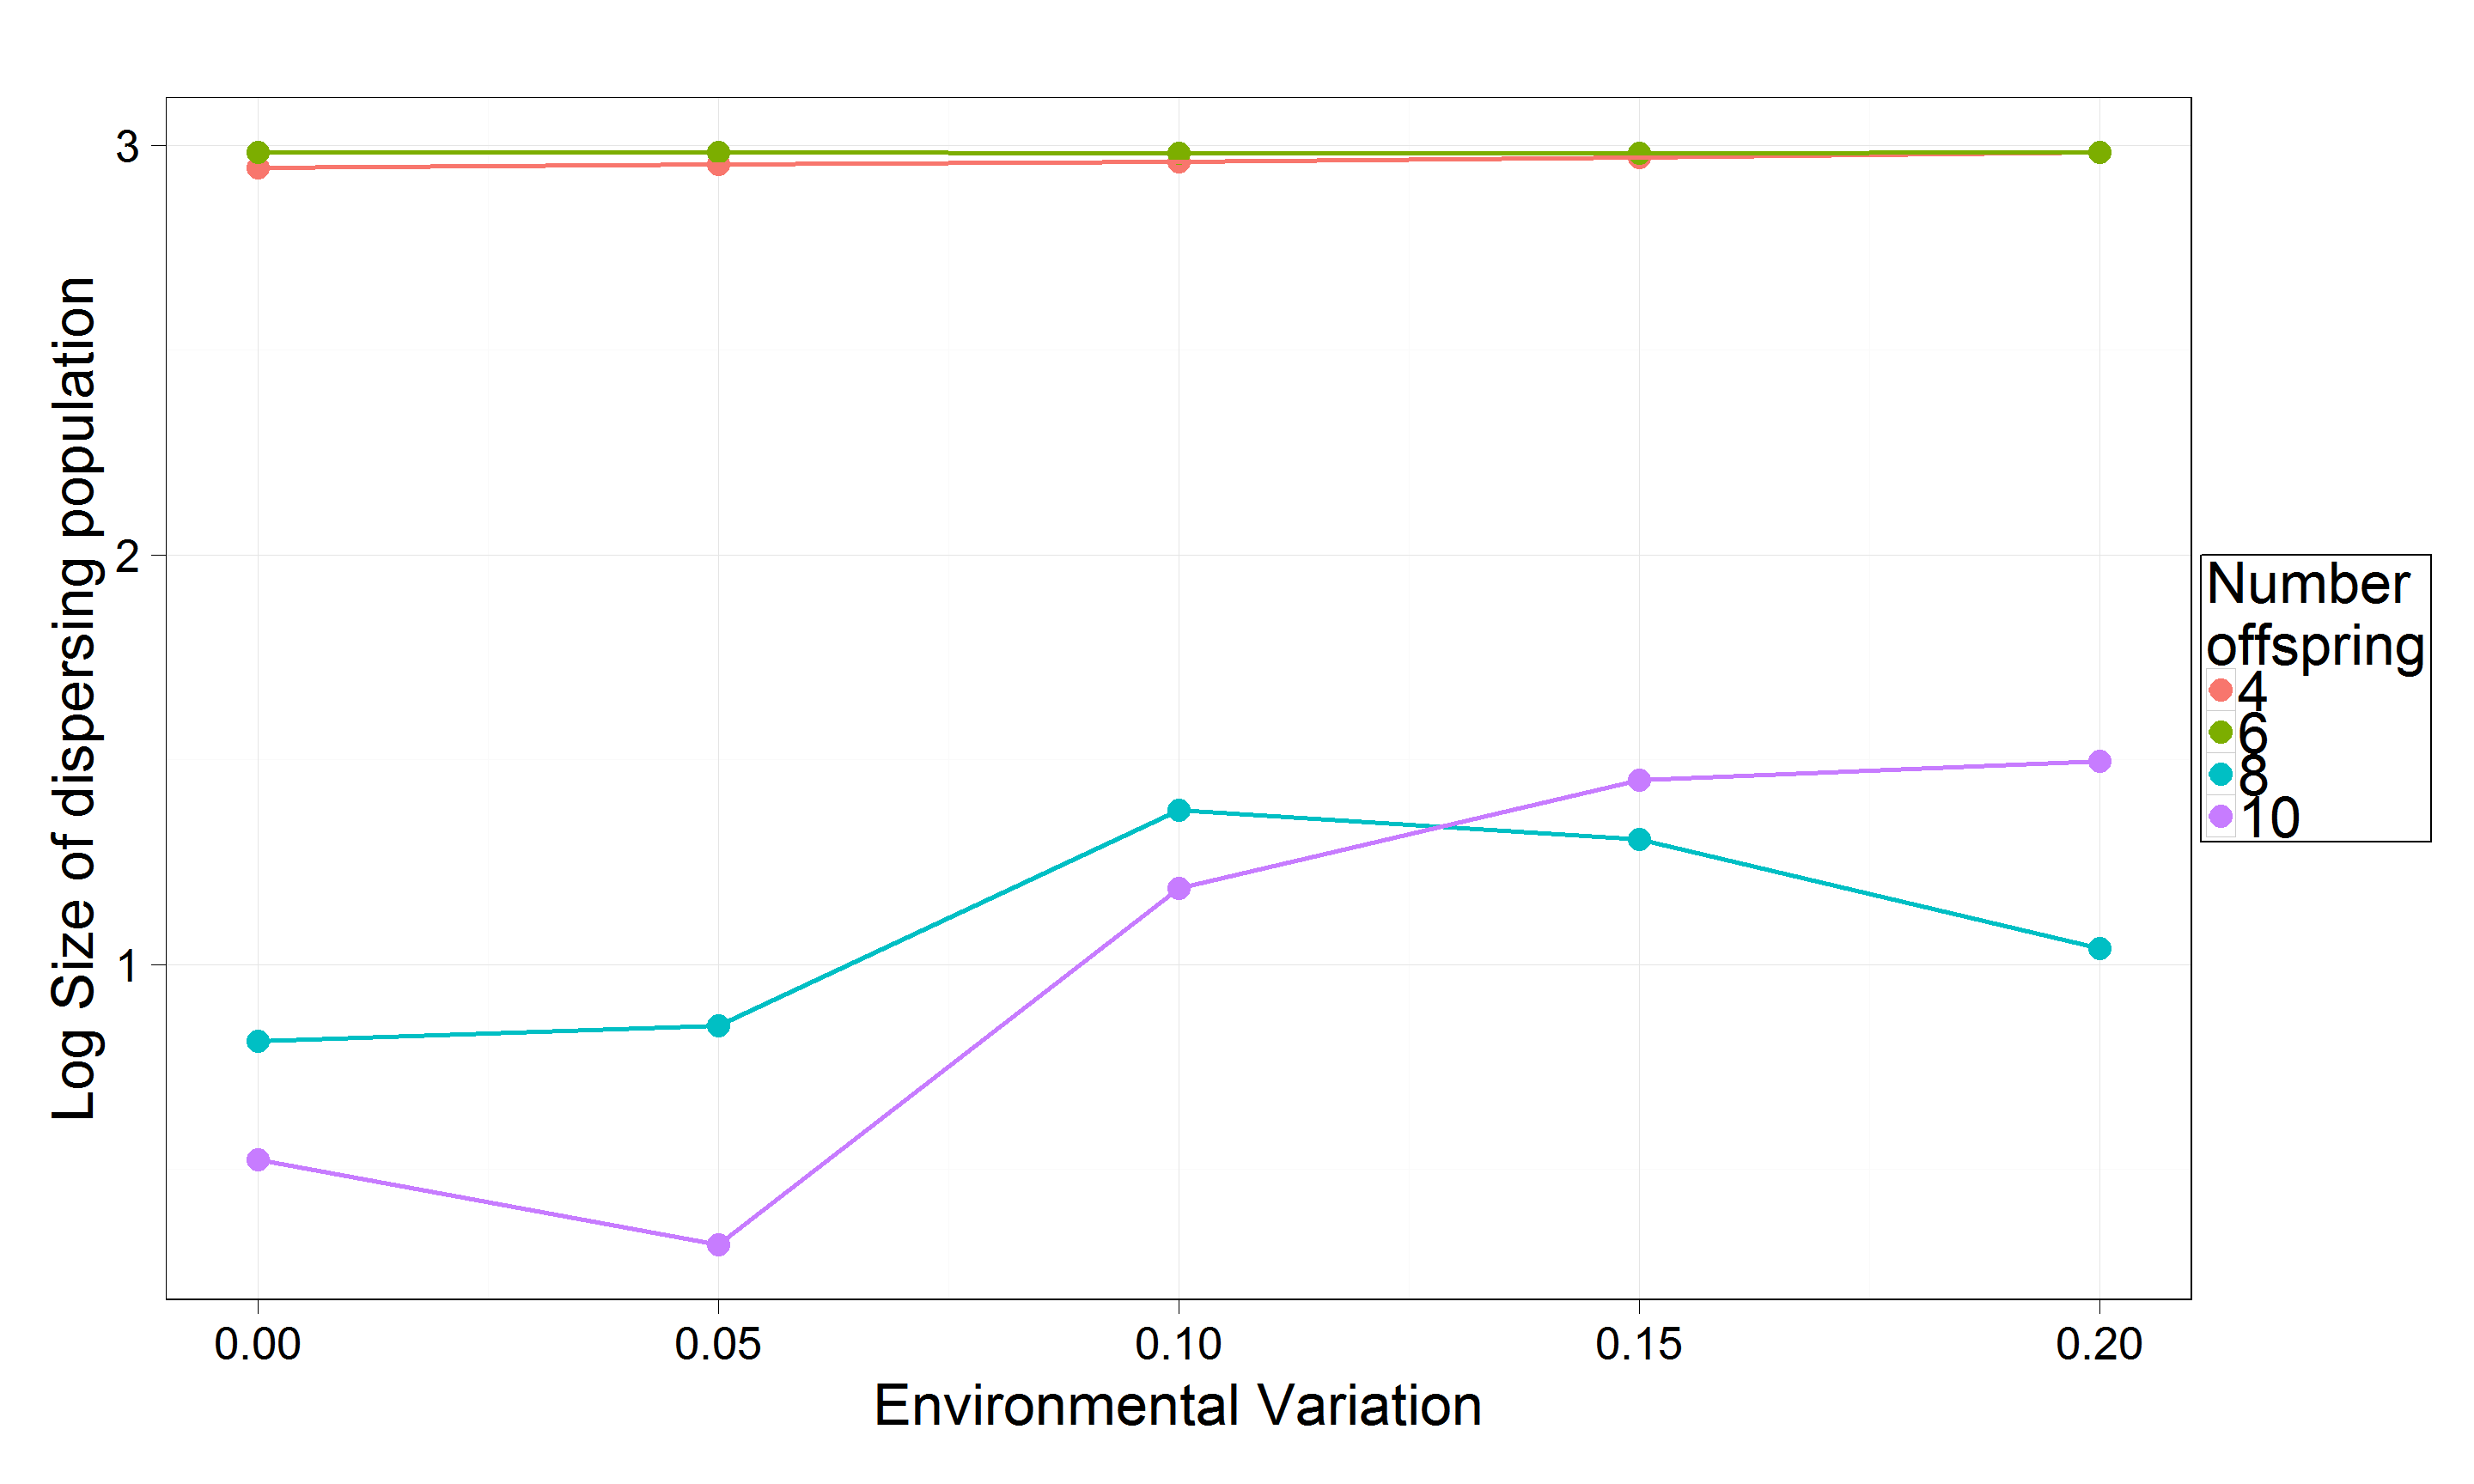 Log Size of dispersing population
3
2
1
0.00 0.05 0.10 0.15 0.20
Environmental Variation
Number
offspring
4
6
8
10